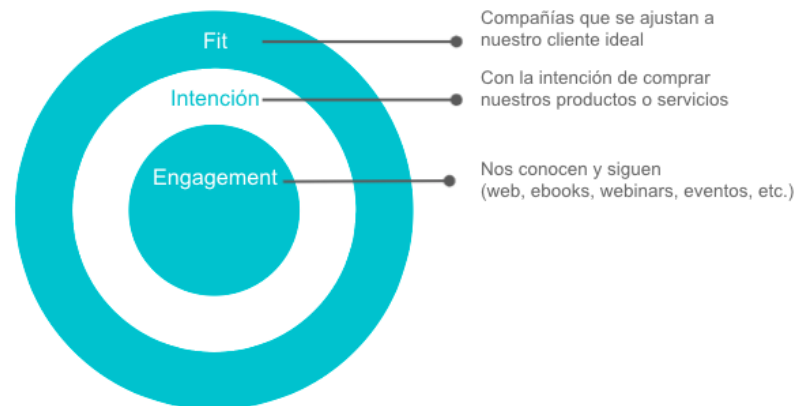 Fit
Compañías que se ajustan a
nuestro cliente ideal
Intención
Con la intención de comprar
nuestros productos o servicios
Engagement
Nos conocen y siguen
(web, ebooks, webinars, eventos, etc.)